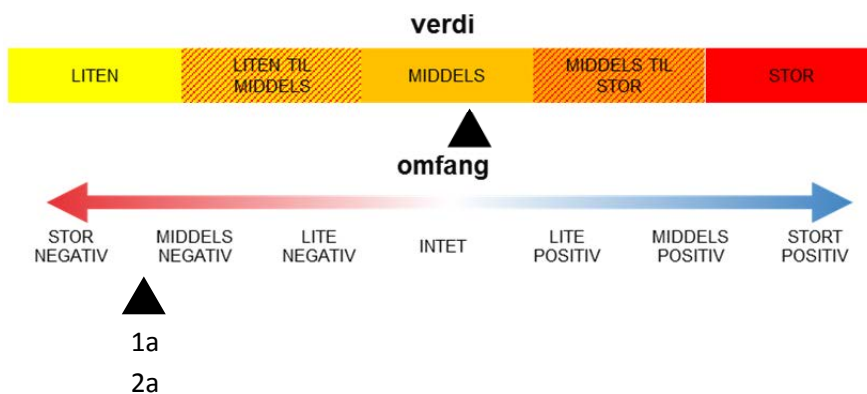 verdi
LITEN
LITEN TIL
MIDDELS
MIDDELS
MIDDELS TIL
STOR
STOR
omfang
STOR
NEGATIV
MIDDELS
NEGATIV
LITE
NEGATIV
INTET
LITE
POSITIV
MIDDELS
POSITIV
STORT
POSITIV
1a
2a